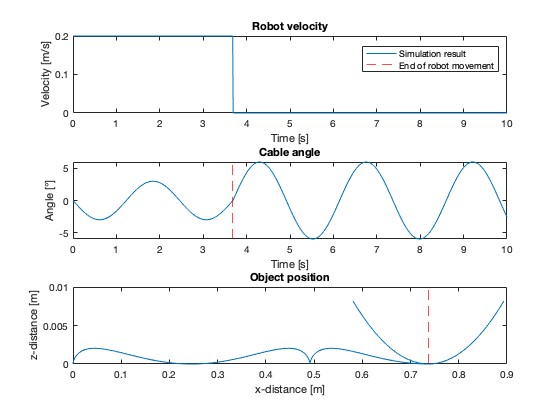 Robot velocity
Velocity [m/s]
0.2
0.1
0
Simulation result
End of robot movement
0 1 2 3 4 5 6 7 8 9 10
Time [s]
Cable angle
Angle [°]
5
0
-5
0 1 2 3 4 5 6 7 8 9 10
Time [s]
Object position
z-distance [m]
0.01
0.005
0
0 0.1 0.2 0.3 0.4 0.5 0.6 0.7 0.8 0.9
x-distance [m]